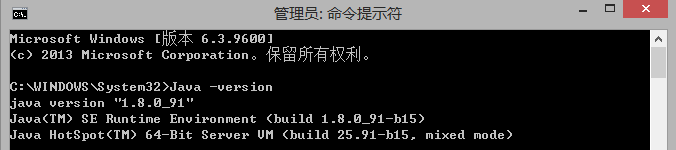 管理员: 命令提示符
Microsoft Windows [版本 6.3.9600]
(c) 2013 Microsoft Corporation。保留所有权利。
C:\WINDOWS\System32>Java -version
java version "1.8.0_91"
Java(TM) SE Runtime Environment (build 1.8.0_91-b15)
Java HotSpot(TM) 64-Bit Server VM (build 25.91-b15, mixed mode)